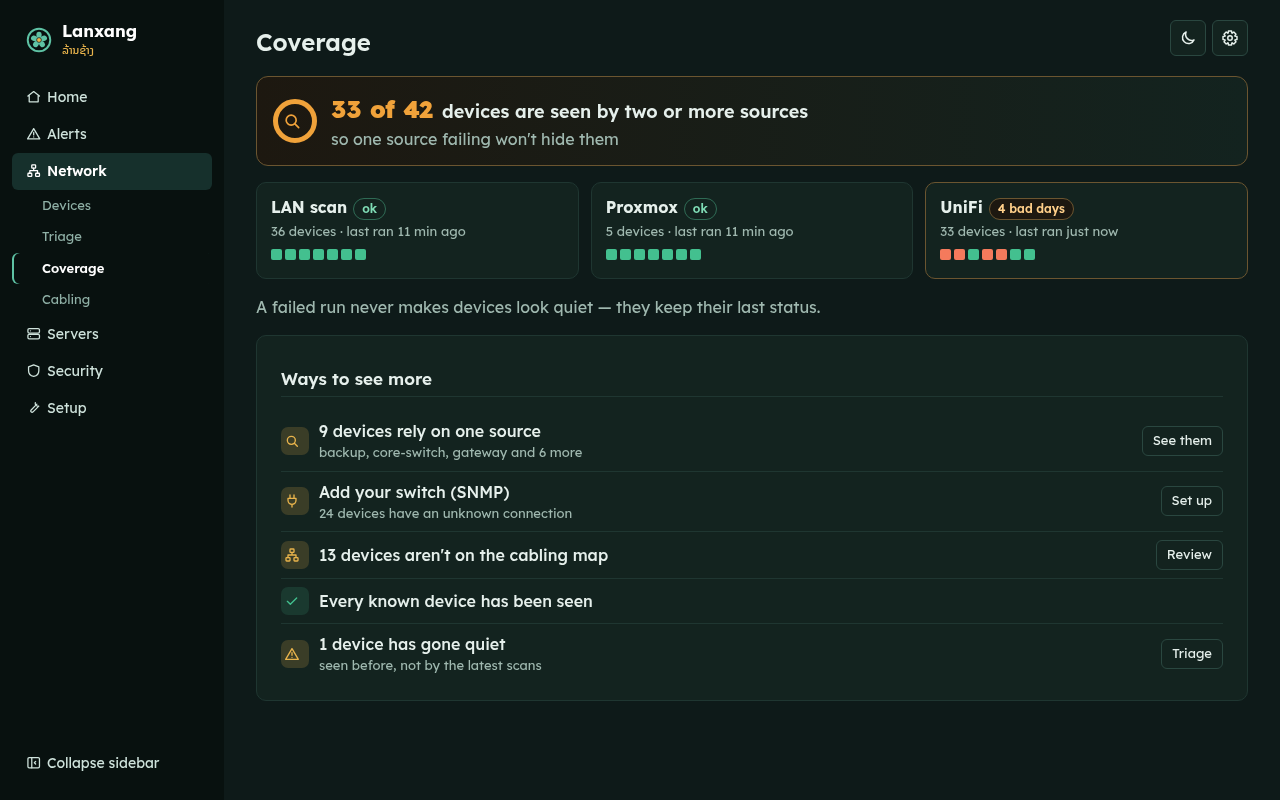 Lanxang
ລ້ານຊ້າງ
Home
Alerts
Network
Devices
Triage
Coverage
Cabling
Servers
Security
Setup
Collapse sidebar
Coverage
33 of 42 devices are seen by two or more sources
so one source failing won't hide them
LAN scan ok
36 devices · last ran 11 min ago
Proxmox ok
5 devices · last ran 11 min ago
UniFi 4 bad days
33 devices · last ran just now
A failed run never makes devices look quiet — they keep their last status.
Ways to see more
9 devices rely on one source
backup, core-switch, gateway and 6 more
See them
Add your switch (SNMP)
24 devices have an unknown connection
Set up
13 devices aren't on the cabling map
Review
Every known device has been seen
1 device has gone quiet
seen before, not by the latest scans
Triage